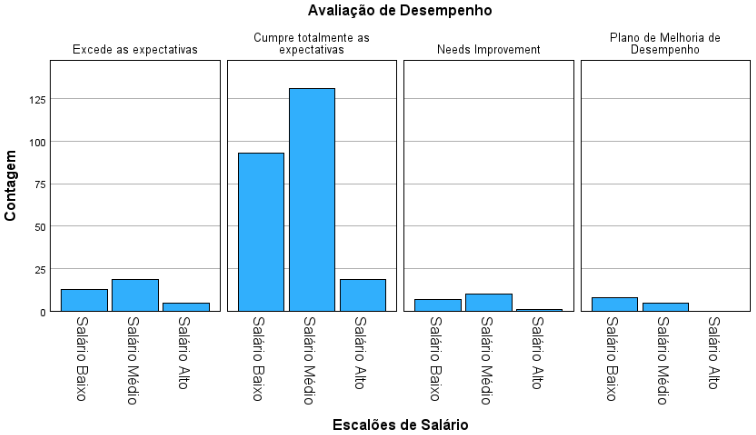 Avaliação de Desempenho
Excede as expectativas
Cumpre totalmente as
expectativas
Needs Improvement
Plano de Melhoria de
Desempenho
Contagem
125
100
75
50
25
0
Salário Baixo
Salário Médio
Salário Alto
Salário Baixo
Salário Médio
Salário Alto
Salário Baixo
Salário Médio
Salário Alto
Salário Baixo
Salário Médio
Salário Alto
Escalões de Salário